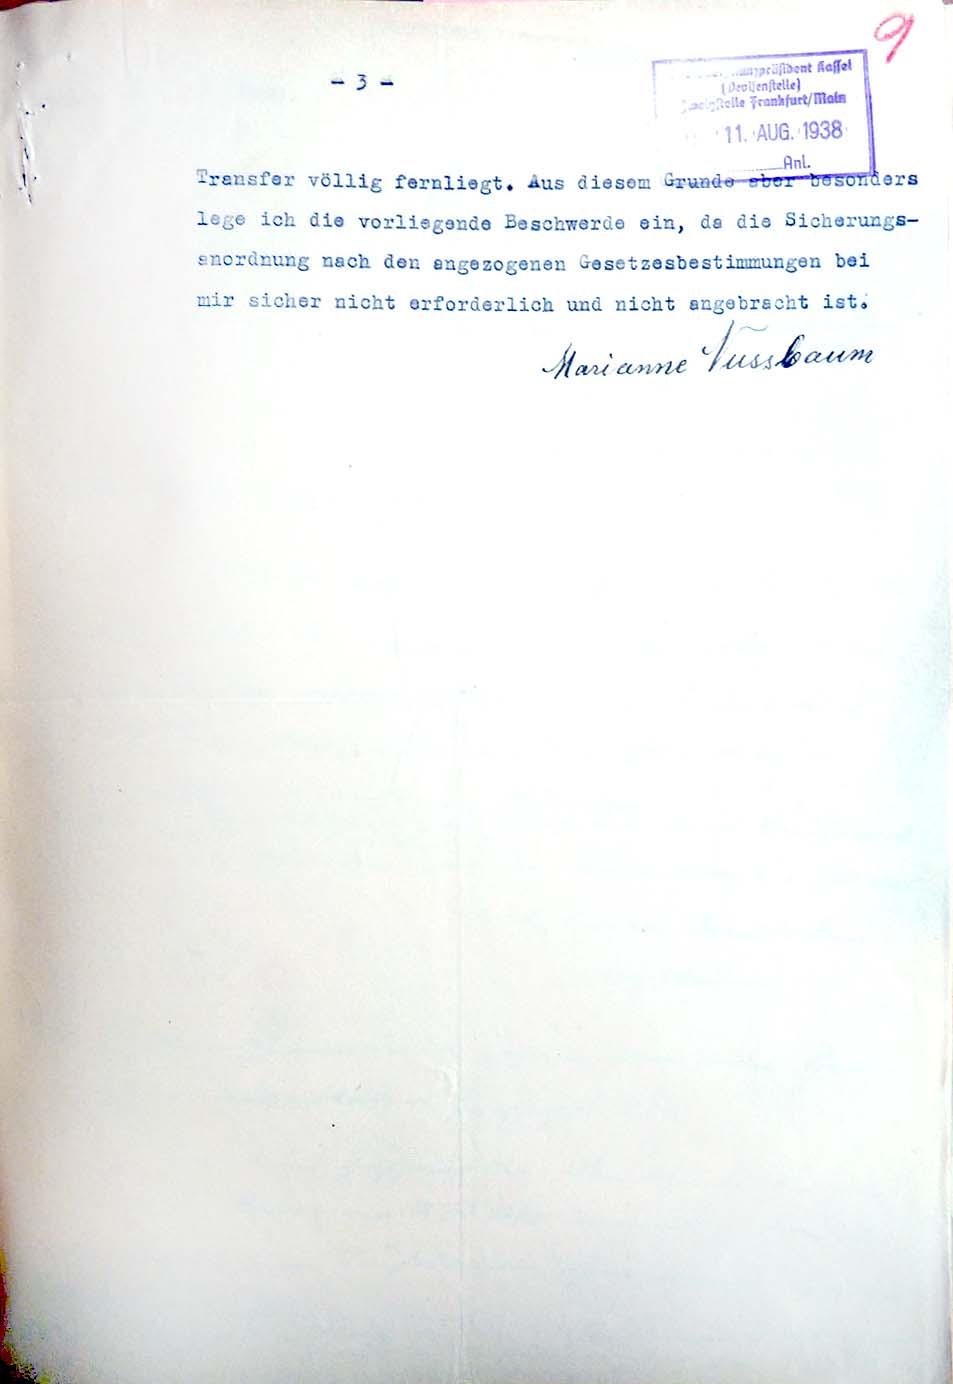 9
- 3 -
Kassel
(Devisenstelle)
Frankfurt/Main
11. AUG. 1938
Anl.
Transfer völlig fernliegt. Aus diesem Grunde aber besonders
lege ich die vorliegende Beschwerde ein, da die Sicherungs-
anordnung nach den angezogenen Gesetzesbestimmungen bei
mir sicher nicht erforderlich und nicht angebracht ist.
Marianne Nussbaum